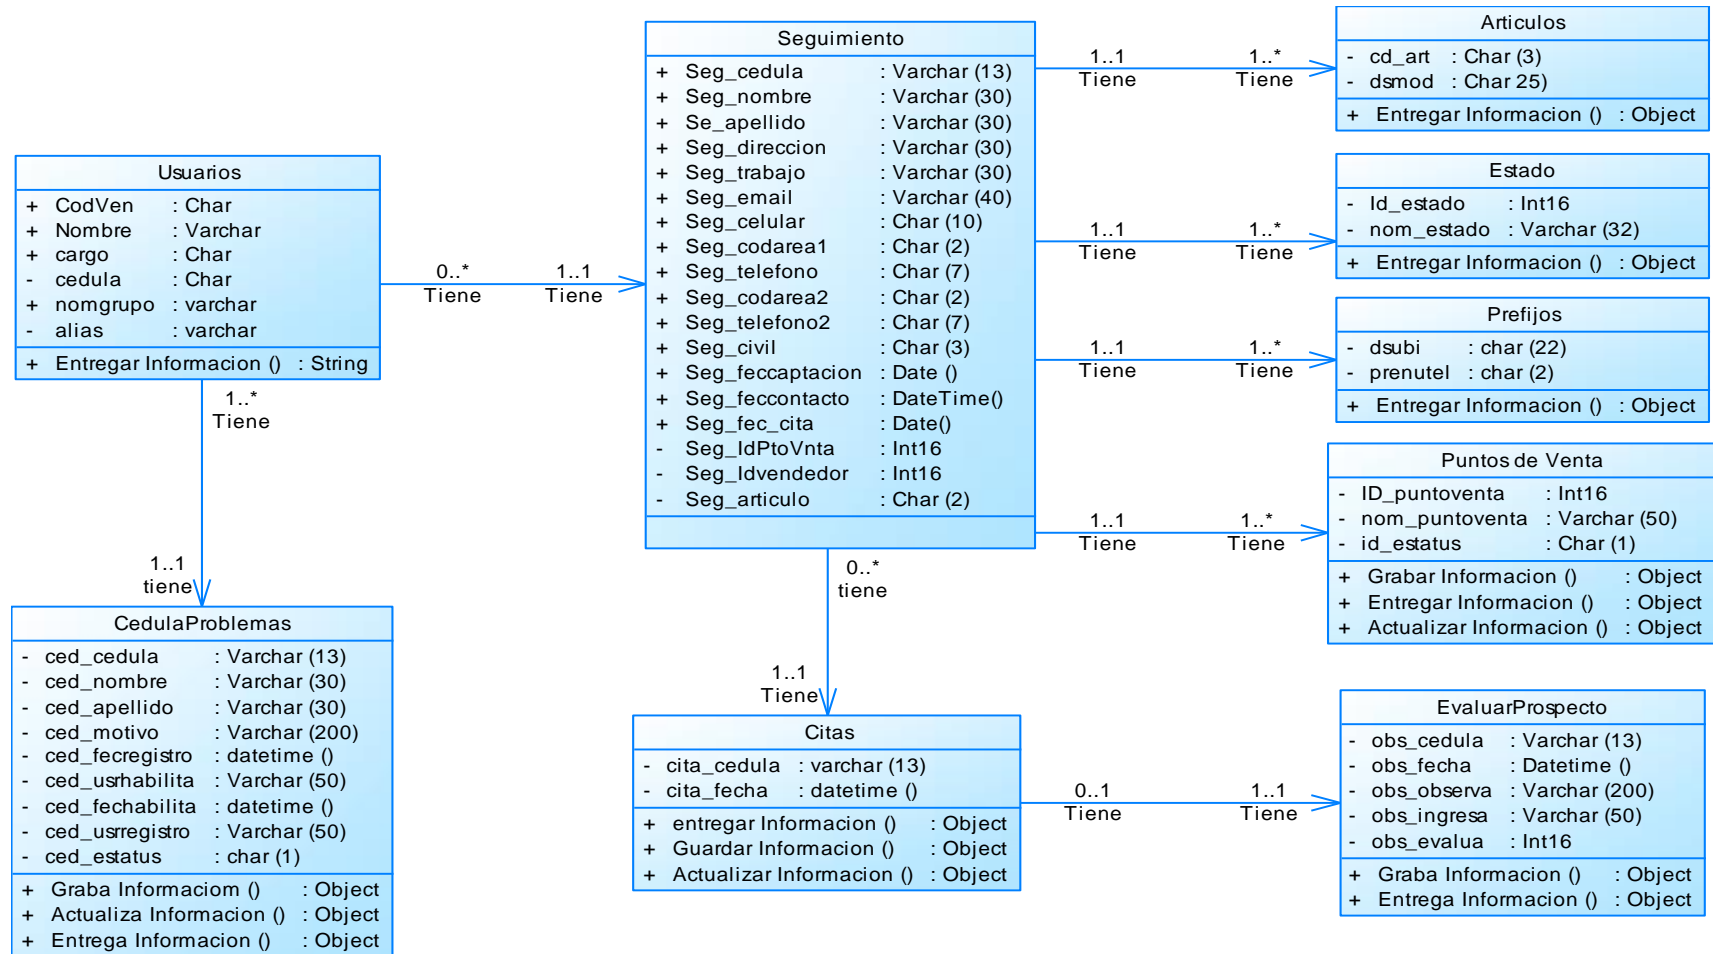 Usuarios
+ CodVen : Char
+ Nombre : Varchar
+ cargo : Char
- cedula : Char
+ nomgrupo : varchar
- alias : varchar
+ Entregar Informacion () : String
0..*
Tiene
1..1
Tiene
1..*
Tiene
1..1
tiene
CedulaProblemas
- ced_cedula : Varchar (13)
- ced_nombre : Varchar (30)
- ced_apellido : Varchar (30)
- ced_motivo : Varchar (200)
- ced_fecregistro : datetime ()
- ced_usrhabilita : Varchar (50)
- ced_fechabilita : datetime ()
- ced_usrregistro : Varchar (50)
- ced_estatus : char (1)
+ Graba Informaciom () : Object
+ Actualiza Informacion () : Object
+ Entrega Informacion () : Object
Seguimiento
+ Seg_cedula : Varchar (13)
+ Seg_nombre : Varchar (30)
+ Se_apellido : Varchar (30)
+ Seg_direccion : Varchar (30)
+ Seg_trabajo : Varchar (30)
+ Seg_email : Varchar (40)
+ Seg_celular : Char (10)
+ Seg_codarea1 : Char (2)
+ Seg_telefono : Char (7)
+ Seg_codarea2 : Char (2)
+ Seg_telefono2 : Char (7)
+ Seg_civil : Char (3)
+ Seg_feccaptacion : Date ()
+ Seg_feccontacto : DateTime()
+ Seg_fec_cita : Date()
- Seg_IdPtoVnta : Int16
- Seg_Idvendedor : Int16
- Seg_articulo : Char (2)
0..*
tiene
1..1
Tiene
Citas
- cita_cedula : varchar (13)
- cita_fecha : datetime ()
+ entregar Informacion () : Object
+ Guardar Informacion () : Object
+ Actualizar Informacion () : Object
1..1
Tiene
1..*
Tiene
Articulos
- cd_art : Char (3)
- dsmod : Char 25)
+ Entregar Informacion () : Object
1..1
Tiene
1..*
Tiene
Estado
- Id_estado : Int16
- nom_estado : Varchar (32)
+ Entregar Informacion () : Object
1..1
Tiene
1..*
Tiene
Prefijos
- dsubi : char (22)
- prenutel : char (2)
+ Entregar Informacion () : Object
1..1
Tiene
1..*
Tiene
Puntos de Venta
- ID_puntoventa : Int16
- nom_puntoventa : Varchar (50)
- id_estatus : Char (1)
+ Grabar Informacion () : Object
+ Entregar Informacion () : Object
+ Actualizar Informacion () : Object
0..1
Tiene
1..1
Tiene
EvaluarProspecto
- obs_cedula : Varchar (13)
- obs_fecha : Datetime ()
- obs_observa : Varchar (200)
- obs_ingresa : Varchar (50)
- obs_evalua : Int16
+ Graba Informacion () : Object
+ Entrega Informacion () : Object